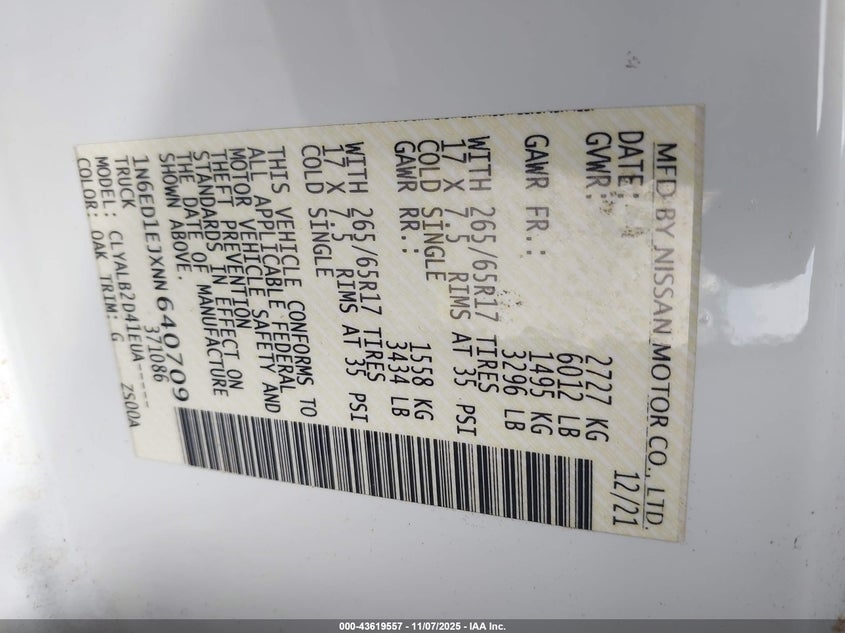 MFD BY NISSAN MOTOR CO., LTD.
DATE: 12/21
GVWR: 2727 KG
6012 LB
GAWR FR.: 1495 KG
3296 LB
WITH 265/65R17 TIRES
17 X 7.5 RIMS AT 35 PSI
COLD SINGLE
GAWR RR.: 1558 KG
3434 LB
WITH 265/65R17 TIRES
17 X 7.5 RIMS AT 35 PSI
COLD SINGLE
THIS VEHICLE CONFORMS TO
ALL APPLICABLE FEDERAL
MOTOR VEHICLE SAFETY AND
THEFT PREVENTION
STANDARDS IN EFFECT ON
THE DATE OF MANUFACTURE
SHOWN ABOVE.
1N6ED1EJXNN640709
TRUCK 371086
MODEL: CLYALB2D41EUA-----
COLOR: QAK TRIM: G ZS00A
000-43619557 - 11/07/2025 - IAA Inc.